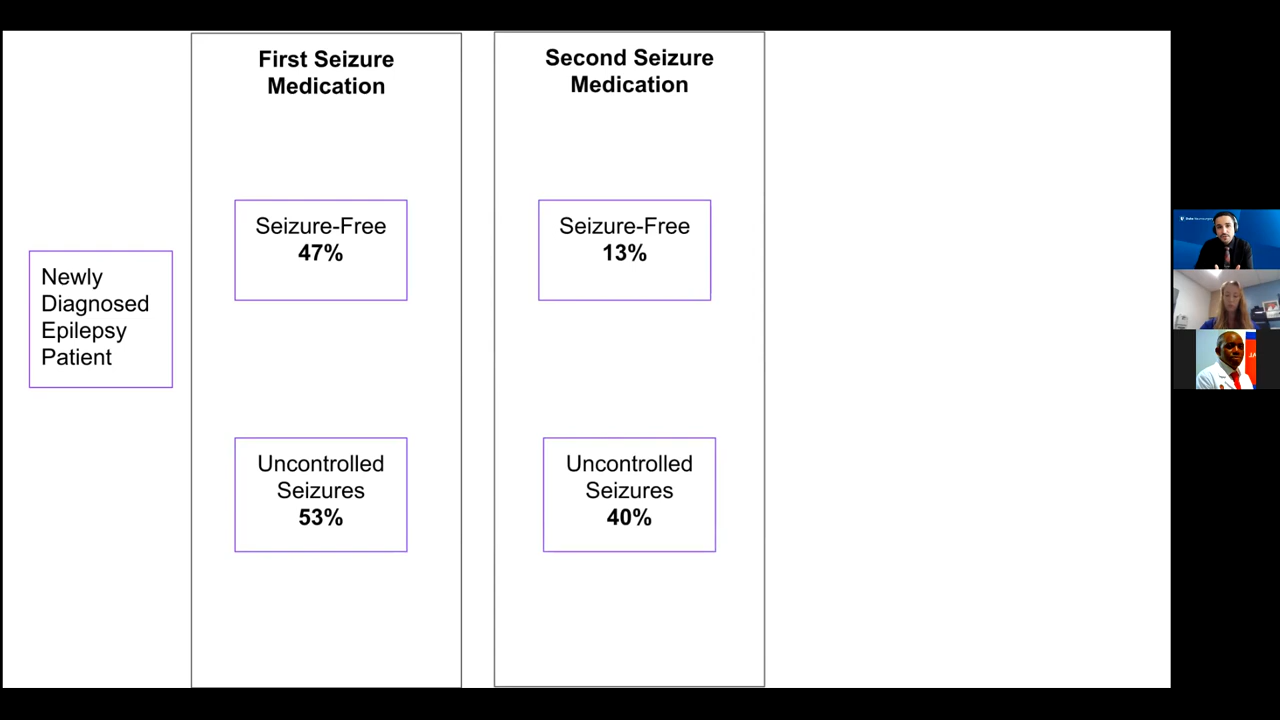 First Seizure
Medication
Second Seizure
Medication
Newly
Diagnosed
Epilepsy
Patient
Seizure-Free
47%
Seizure-Free
13%
Uncontrolled
Seizures
53%
Uncontrolled
Seizures
40%